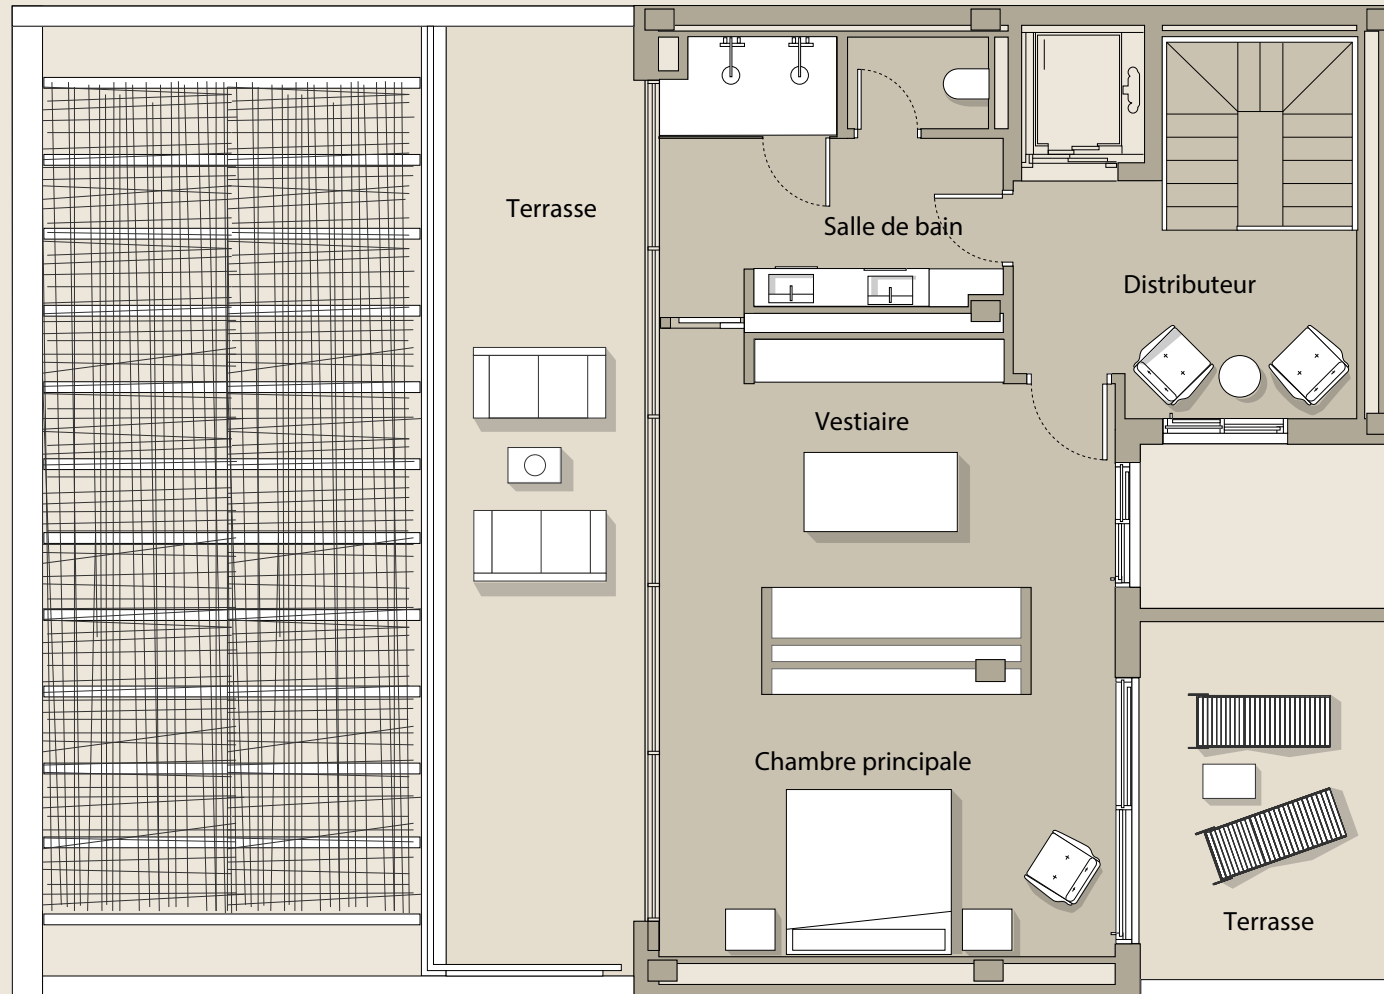 Terrasse
Salle de bain
Distributeur
Vestiaire
Chambre principale
Terrasse